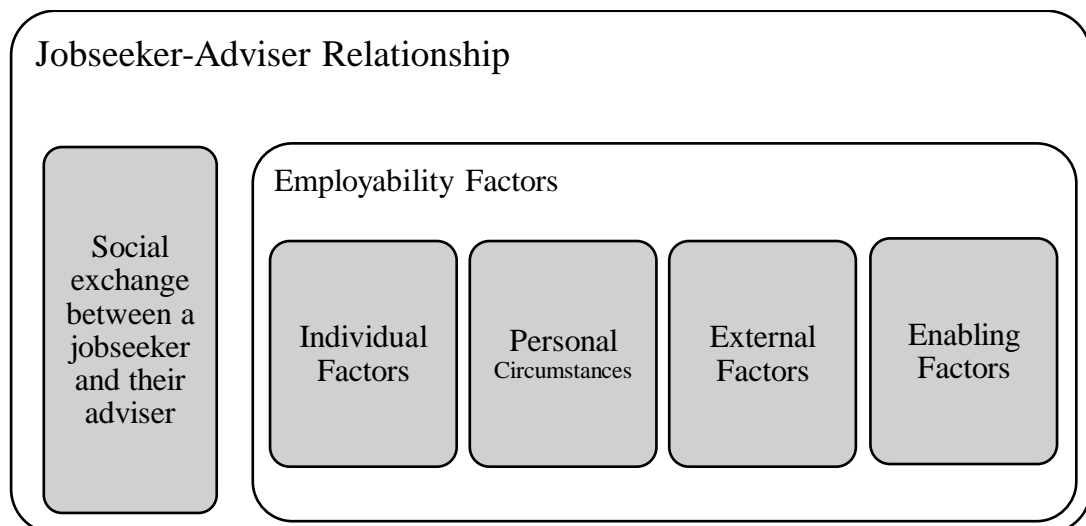 Jobseeker-Adviser Relationship
Social
exchange
between a
jobseeker
and their
adviser
Employability Factors
Individual
Factors
Personal
Circumstances
External
Factors
Enabling
Factors